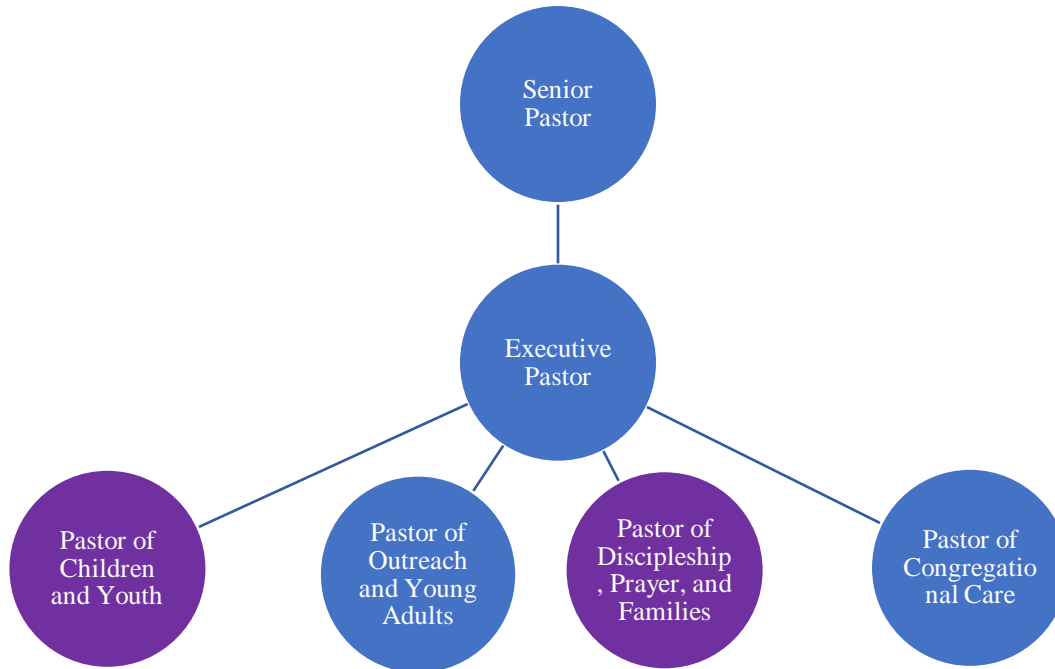 Senior
Pastor
Executive
Pastor
Pastor of
Children
and Youth
Pastor of
Outreach
and Young
Adults
Pastor of
Discipleship
, Prayer, and
Families
Pastor of
Congregatio
nal Care